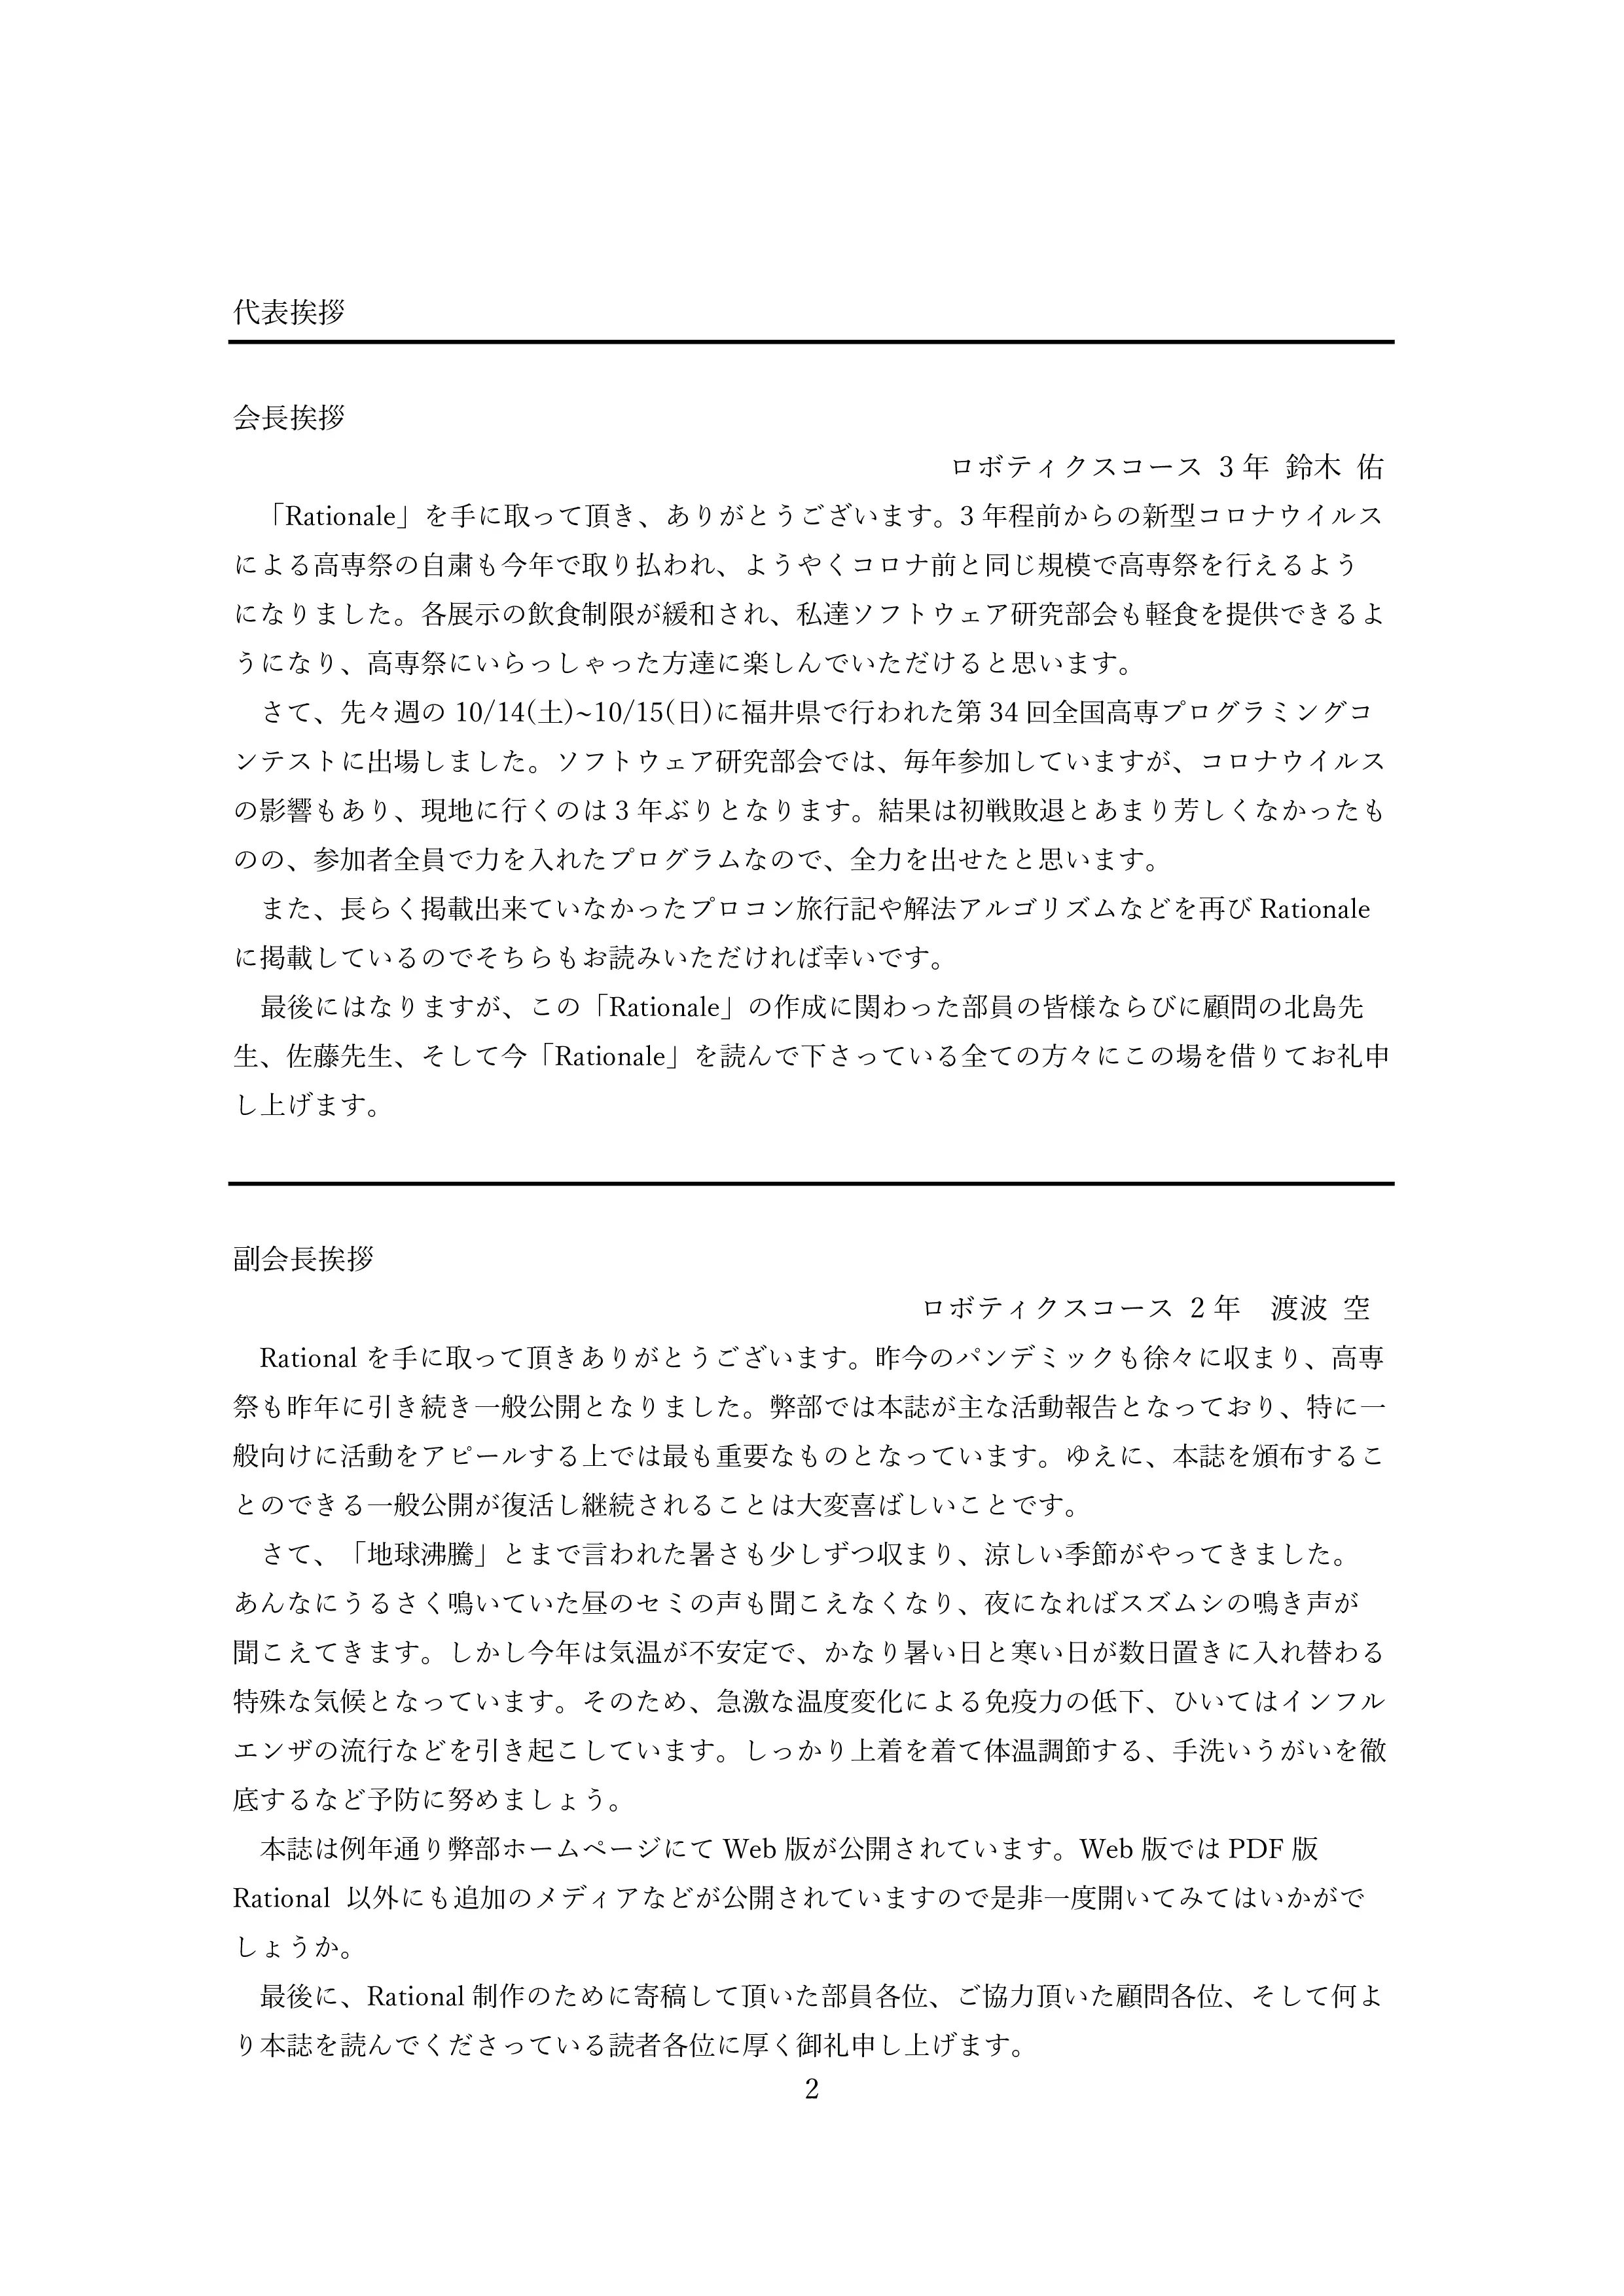 代表挨拶
会長挨拶
ロボティクスコース 3 年 鈴木 佑
「Rationale」を手に取って頂き、ありがとうございます。3 年程前からの新型コロナウイルス
による高専祭の自粛も今年で取り払われ、ようやくコロナ前と同じ規模で高専祭を行えるよう
になりました。各展示の飲食制限が緩和され、私達ソフトウェア研究部会も軽食を提供できるよ
うになり、高専祭にいらっしゃった方達に楽しんでいただけると思います。
さて、先々週の 10/14(土)~10/15(日)に福井県で行われた第 34 回全国高専プログラミングコ
ンテストに出場しました。ソフトウェア研究部会では、毎年参加していますが、コロナウイルス
の影響もあり、現地に行くのは 3 年ぶりとなります。結果は初戦敗退とあまり芳しくなかったも
のの、参加者全員で力を入れたプログラムなので、全力を出せたと思います。
また、長らく掲載出来ていなかったプロコン旅行記や解法アルゴリズムなどを再び Rationale
に掲載しているのでそちらもお読みいただければ幸いです。
最後にはなりますが、この「Rationale」の作成に関わった部員の皆様ならびに顧問の北島先
生、佐藤先生、そして今「Rationale」を読んで下さっている全ての方々にこの場を借りてお礼申
し上げます。
副会長挨拶
ロボティクスコース 2 年 渡波 空
Rational を手に取って頂きありがとうございます。昨今のパンデミックも徐々に収まり、高専
祭も昨年に引き続き一般公開となりました。弊部では本誌が主な活動報告となっており、特に一
般向けに活動をアピールする上では最も重要なものとなっています。ゆえに、本誌を頒布するこ
とのできる一般公開が復活し継続されることは大変喜ばしいことです。
さて、「地球沸騰」とまで言われた暑さも少しずつ収まり、涼しい季節がやってきました。
あんなにうるさく鳴いていた昼のセミの声も聞こえなくなり、夜になればスズムシの鳴き声が
聞こえてきます。しかし今年は気温が不安定で、かなり暑い日と寒い日が数日置きに入れ替わる
特殊な気候となっています。そのため、急激な温度変化による免疫力の低下、ひいてはインフル
エンザの流行などを引き起こしています。しっかり上着を着て体温調節する、手洗いうがいを徹
底するなど予防に努めましょう。
本誌は例年通り弊部ホームページにて Web 版が公開されています。Web 版では PDF 版
Rational 以外にも追加のメディアなどが公開されていますので是非一度開いてみてはいかがで
しょうか。
最後に、Rational 制作のために寄稿して頂いた部員各位、ご協力頂いた顧問各位、そして何よ
り本誌を読んでくださっている読者各位に厚く御礼申し上げます。
2